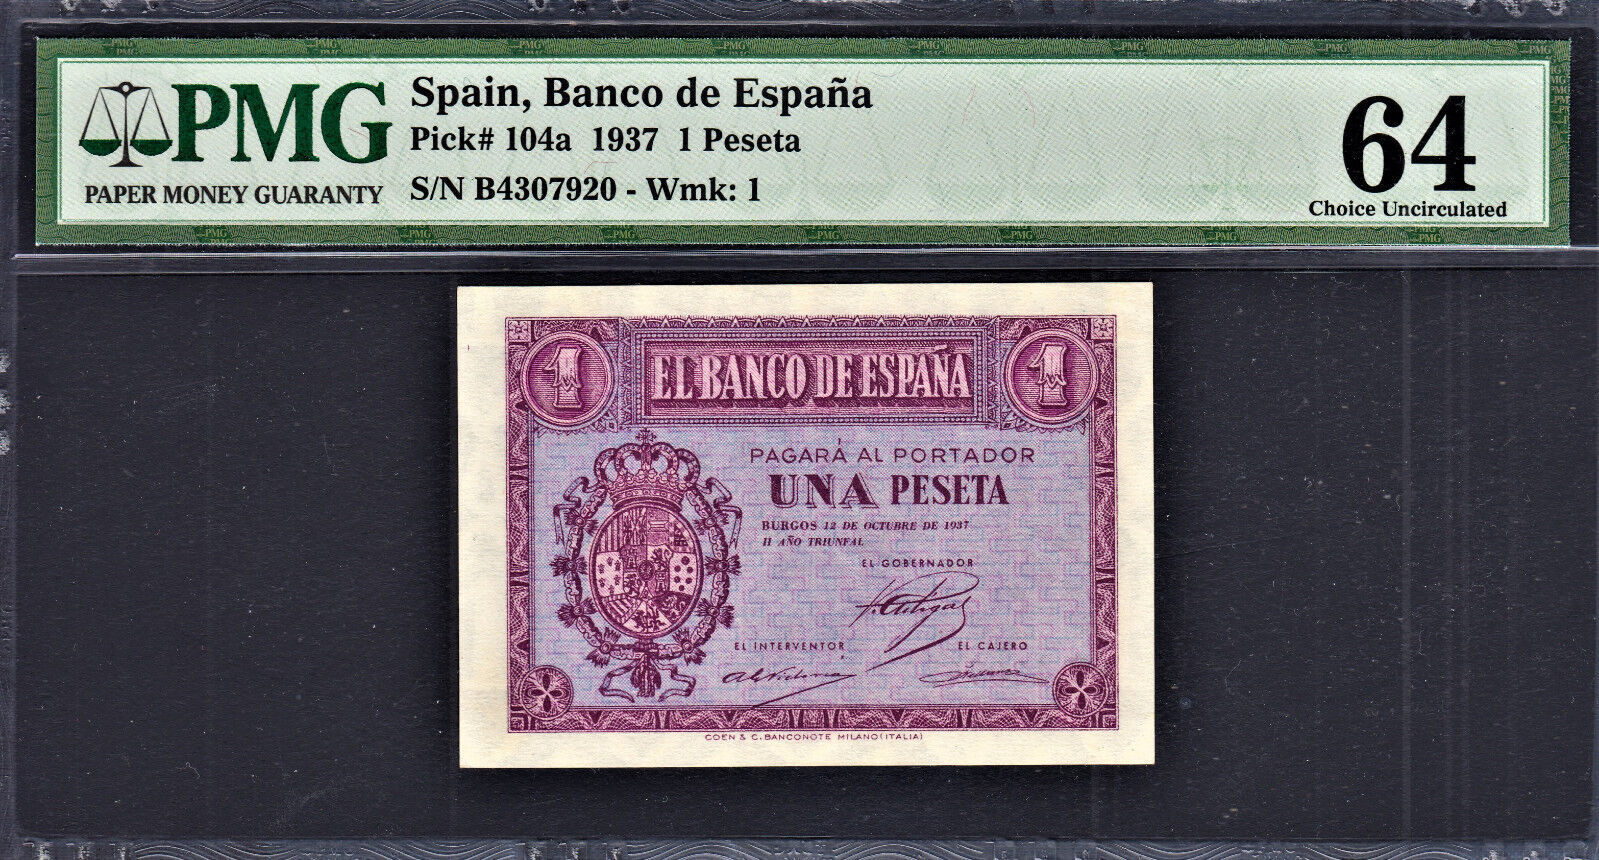 PMG
PAPER MONEY GUARANTY
Spain, Banco de España
Pick# 104a 1937 1 Peseta
S/N B4307920 - Wmk: 1
64
Choice Uncirculated
1
EL BANCO DE ESPAÑA
1
PAGARÁ AL PORTADOR
UNA PESETA
BURGOS 12 DE OCTUBRE DE 1937
II AÑO TRIUNFAL
EL GOBERNADOR
EL INTERVENTOR
EL CAJERO
COEN & C. BANCONOTE MILANO (ITALIA)